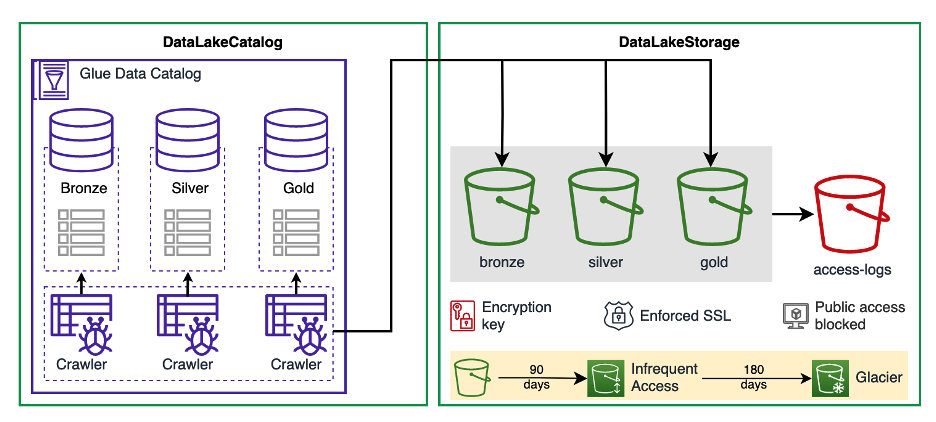 DataLakeCatalog
Glue Data Catalog
Bronze
Silver
Gold
Crawler
Crawler
Crawler
DataLakeStorage
bronze
silver
gold
access-logs
Encryption
key
Enforced SSL
Public access
blocked
90
days
Infrequent
Access
180
days
Glacier